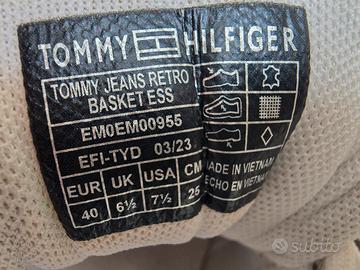 TOMMY HILFIGER
TOMMY JEANS RETRO
BASKET ESS
EM0EM00955
EFI-TYD 03/23
EUR UK USA CM
40 6½ 7½ 25
MADE IN VIETNAM
HECHO EN VIETNAM
subito